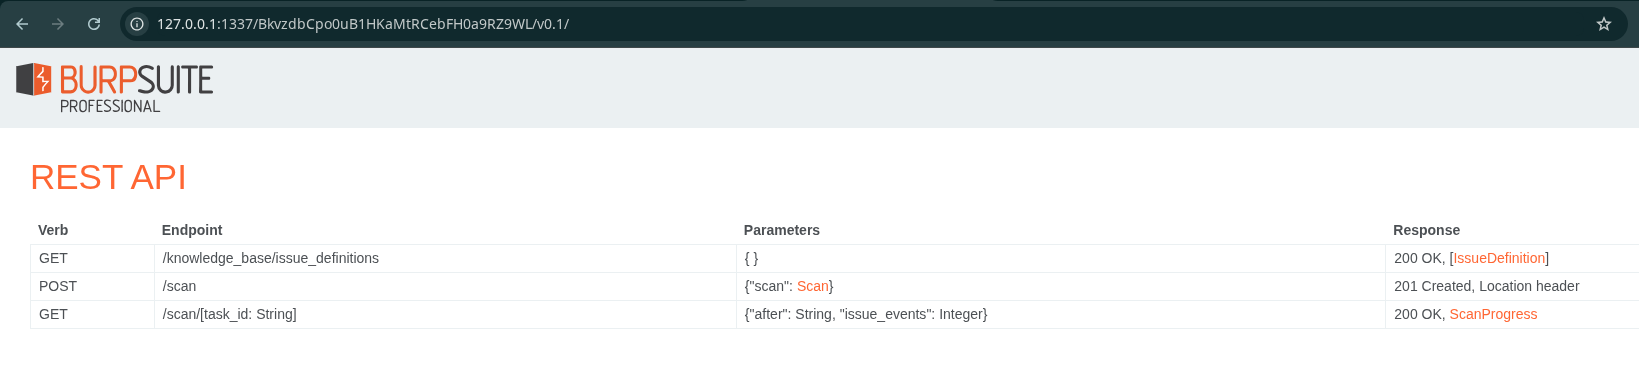 127.0.0.1:1337/BkvzdbCpo0uB1HKaMtRCebFH0a9RZ9WL/v0.1/
BURPSUITE
PROFESSIONAL
REST API
Verb Endpoint Parameters Response
GET /knowledge_base/issue_definitions { } 200 OK, [IssueDefinition]
POST /scan {"scan": Scan} 201 Created, Location header
GET /scan/[task_id: String] {"after": String, "issue_events": Integer} 200 OK, ScanProgress